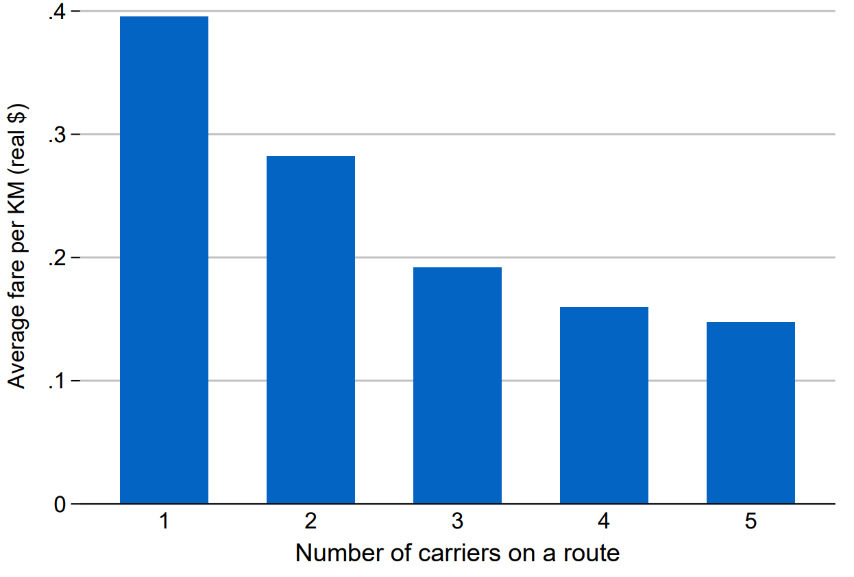 .4
.3
.2
.1
0
Average fare per KM (real $)
1 2 3 4 5
Number of carriers on a route